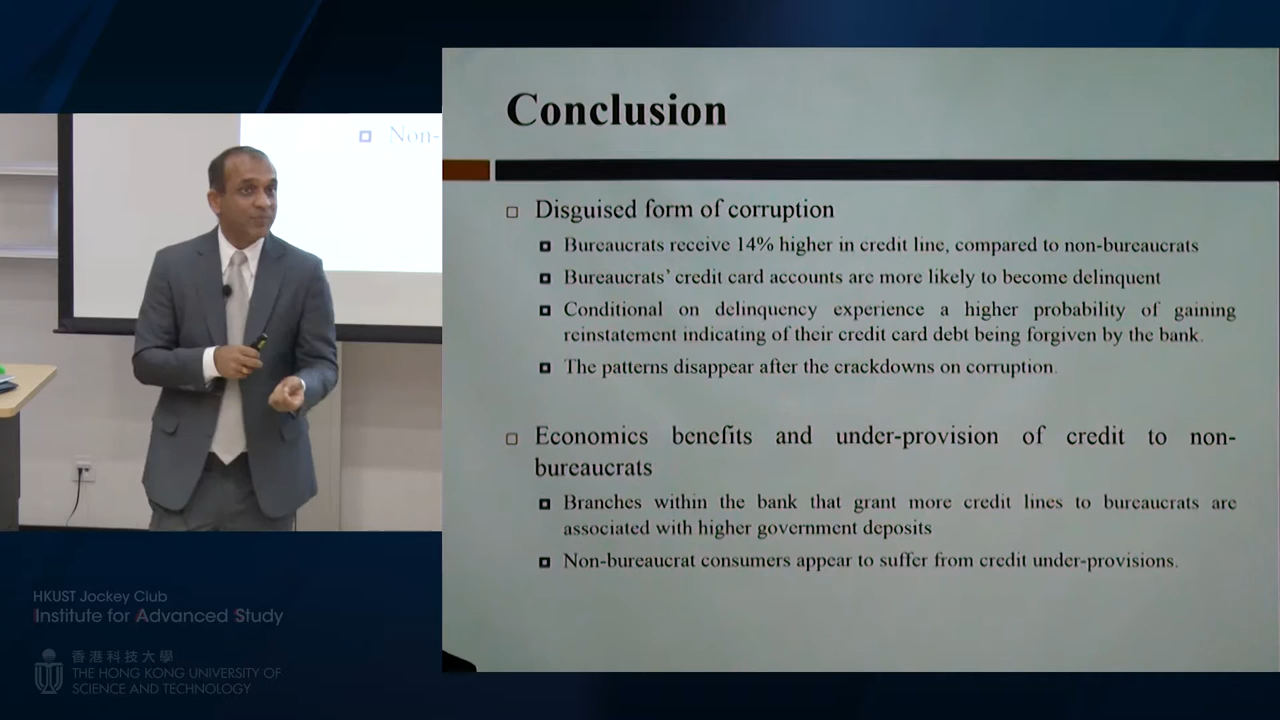 Non-
Conclusion
Disguised form of corruption
Bureaucrats receive 14% higher in credit line, compared to non-bureaucrats
Bureaucrats' credit card accounts are more likely to become delinquent
Conditional on delinquency experience a higher probability of gaining
reinstatement indicating of their credit card debt being forgiven by the bank.
The patterns disappear after the crackdowns on corruption.
Economics benefits and under-provision of credit to non-
bureaucrats
Branches within the bank that grant more credit lines to bureaucrats are
associated with higher government deposits
Non-bureaucrat consumers appear to suffer from credit under-provisions.
HKUST Jockey Club
Institute for Advanced Study
香港科技大學
THE HONG KONG UNIVERSITY OF
SCIENCE AND TECHNOLOGY